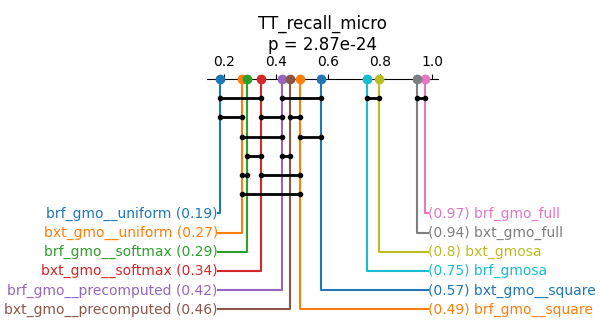 TT_recall_micro
p = 2.87e-24
0.2 0.4 0.6 0.8 1.0
brf_gmo__uniform (0.19) (0.97) brf_gmo_full
bxt_gmo__uniform (0.27) (0.94) bxt_gmo_full
brf_gmo__softmax (0.29) (0.8) bxt_gmosa
bxt_gmo__softmax (0.34) (0.75) brf_gmosa
brf_gmo__precomputed (0.42) (0.57) bxt_gmo__square
bxt_gmo__precomputed (0.46) (0.49) brf_gmo__square